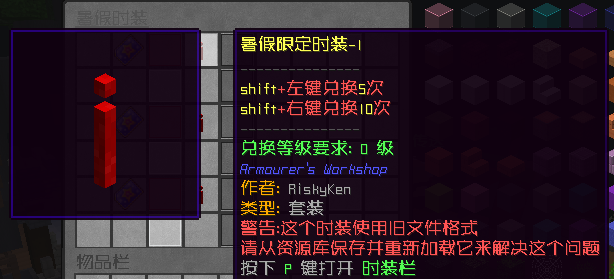 暑假时装
暑假限定时装-1
---------------
shift+左键兑换5次
shift+右键兑换10次
---------------
兑换等级要求: 0 级
Armourer's Workshop
作者: RiskyKen
类型: 套装
警告:这个时装使用旧文件格式
请从资源库保存并重新加载它来解决这个问题
按下 P 键打开 时装栏
物品栏